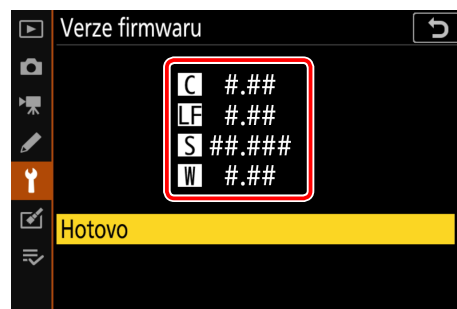 Verze firmwaru
C #.##
LF #.##
S ##.###
W #.##
Hotovo